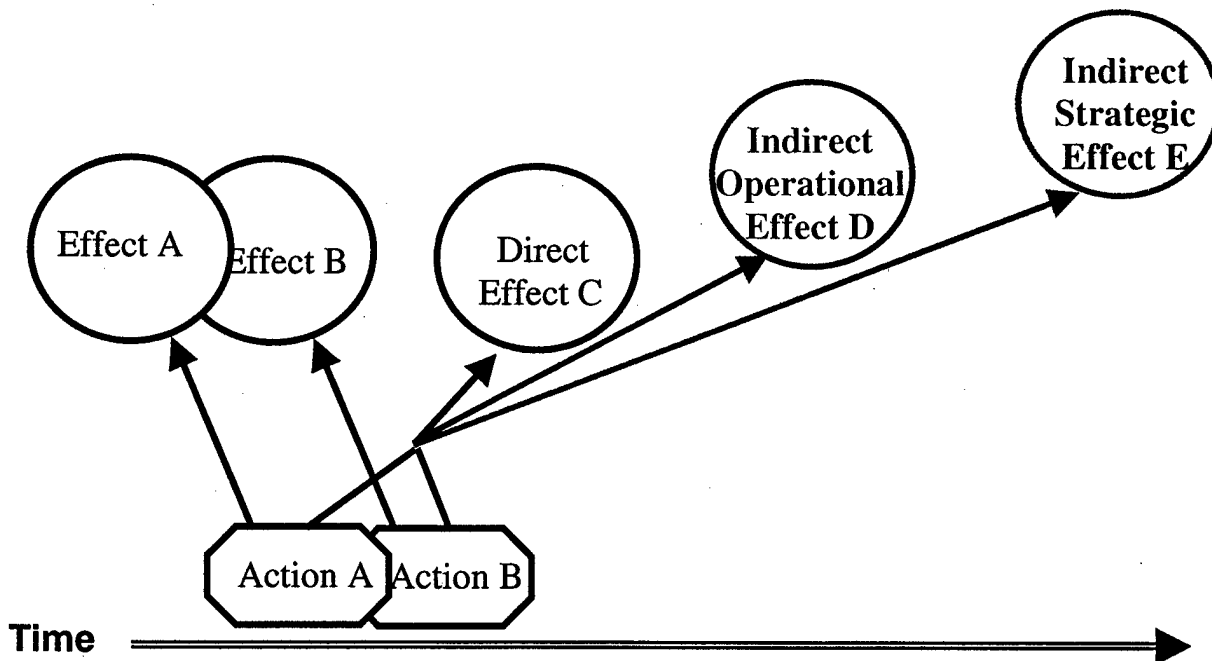 Indirect
Strategic
Effect E
Indirect
Operational
Effect D
Effect A
Effect B
Direct
Effect C
Action A
Action B
Time